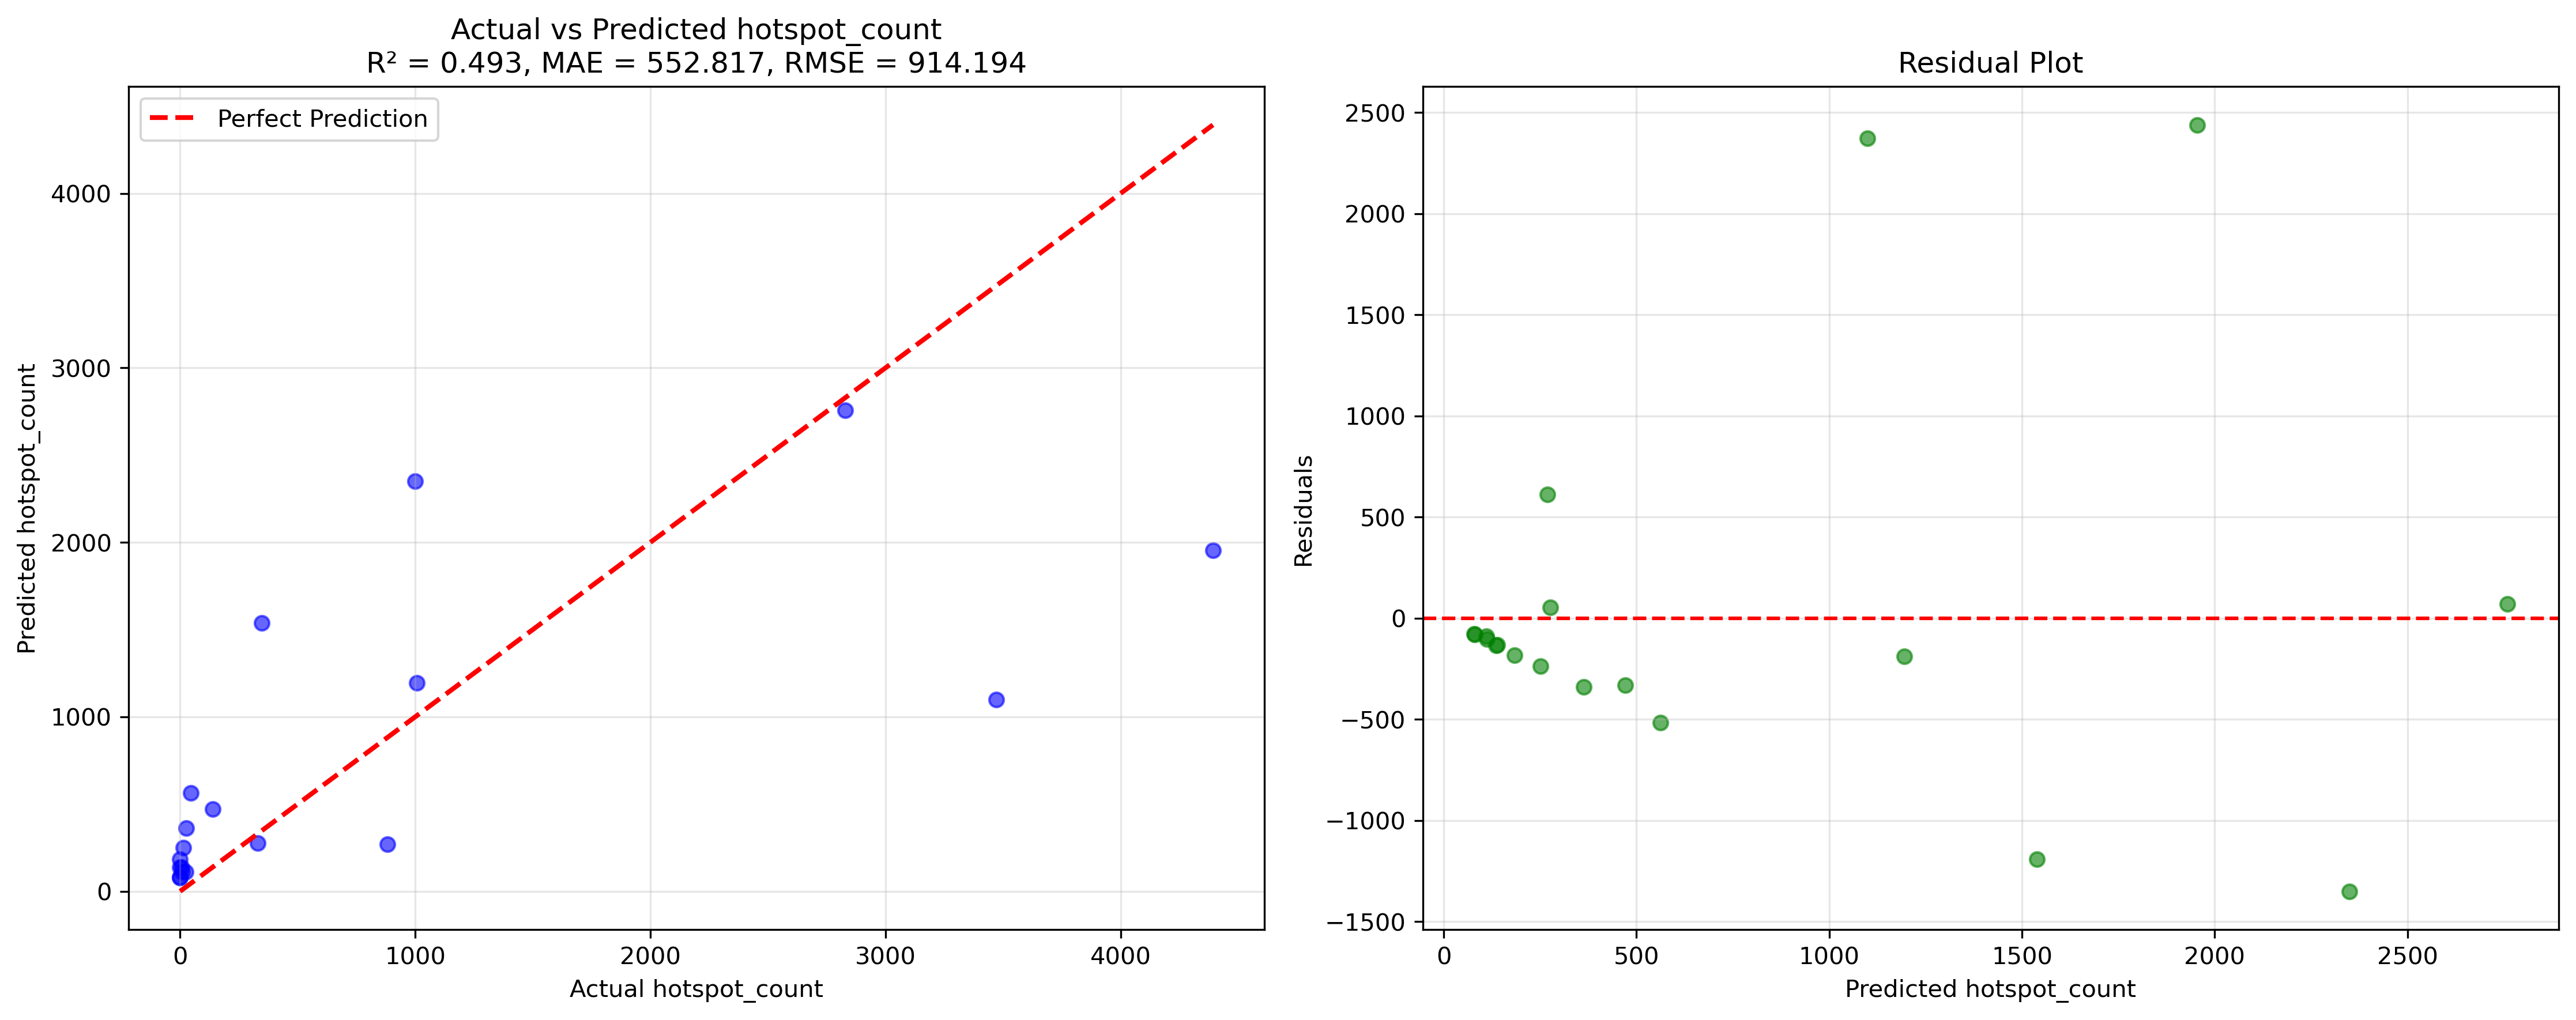 Actual vs Predicted hotspot_count
R² = 0.493, MAE = 552.817, RMSE = 914.194
Perfect Prediction
4000
3000
2000
1000
0
Predicted hotspot_count
0 1000 2000 3000 4000
Actual hotspot_count
Residual Plot
2500
2000
1500
1000
500
0
−500
−1000
−1500
Residuals
0 500 1000 1500 2000 2500
Predicted hotspot_count